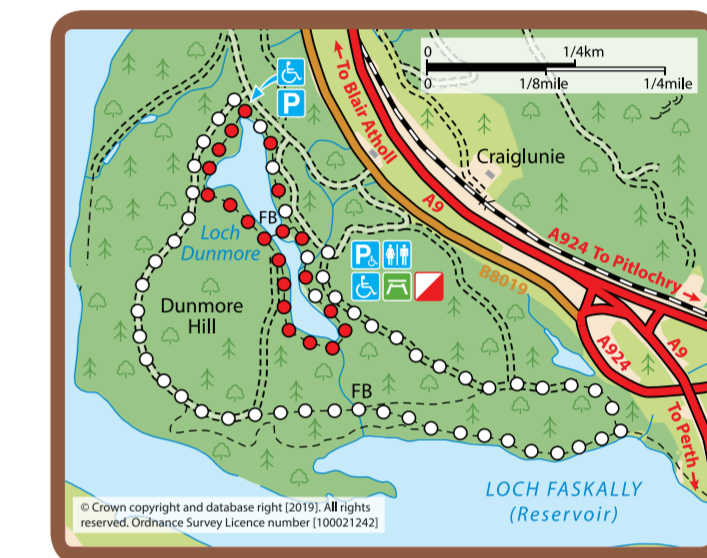 0
1/4km
0
1/8mile
1/4mile
To Blair Atholl
P
Craiglunie
A9
FB
Loch
Dunmore
P
A924 To Pitlochry
B8019
Dunmore
Hill
A924
A9
FB
To Perth
LOCH FASKALLY
(Reservoir)
© Crown copyright and database right [2019]. All rights
reserved. Ordnance Survey Licence number [100021242]